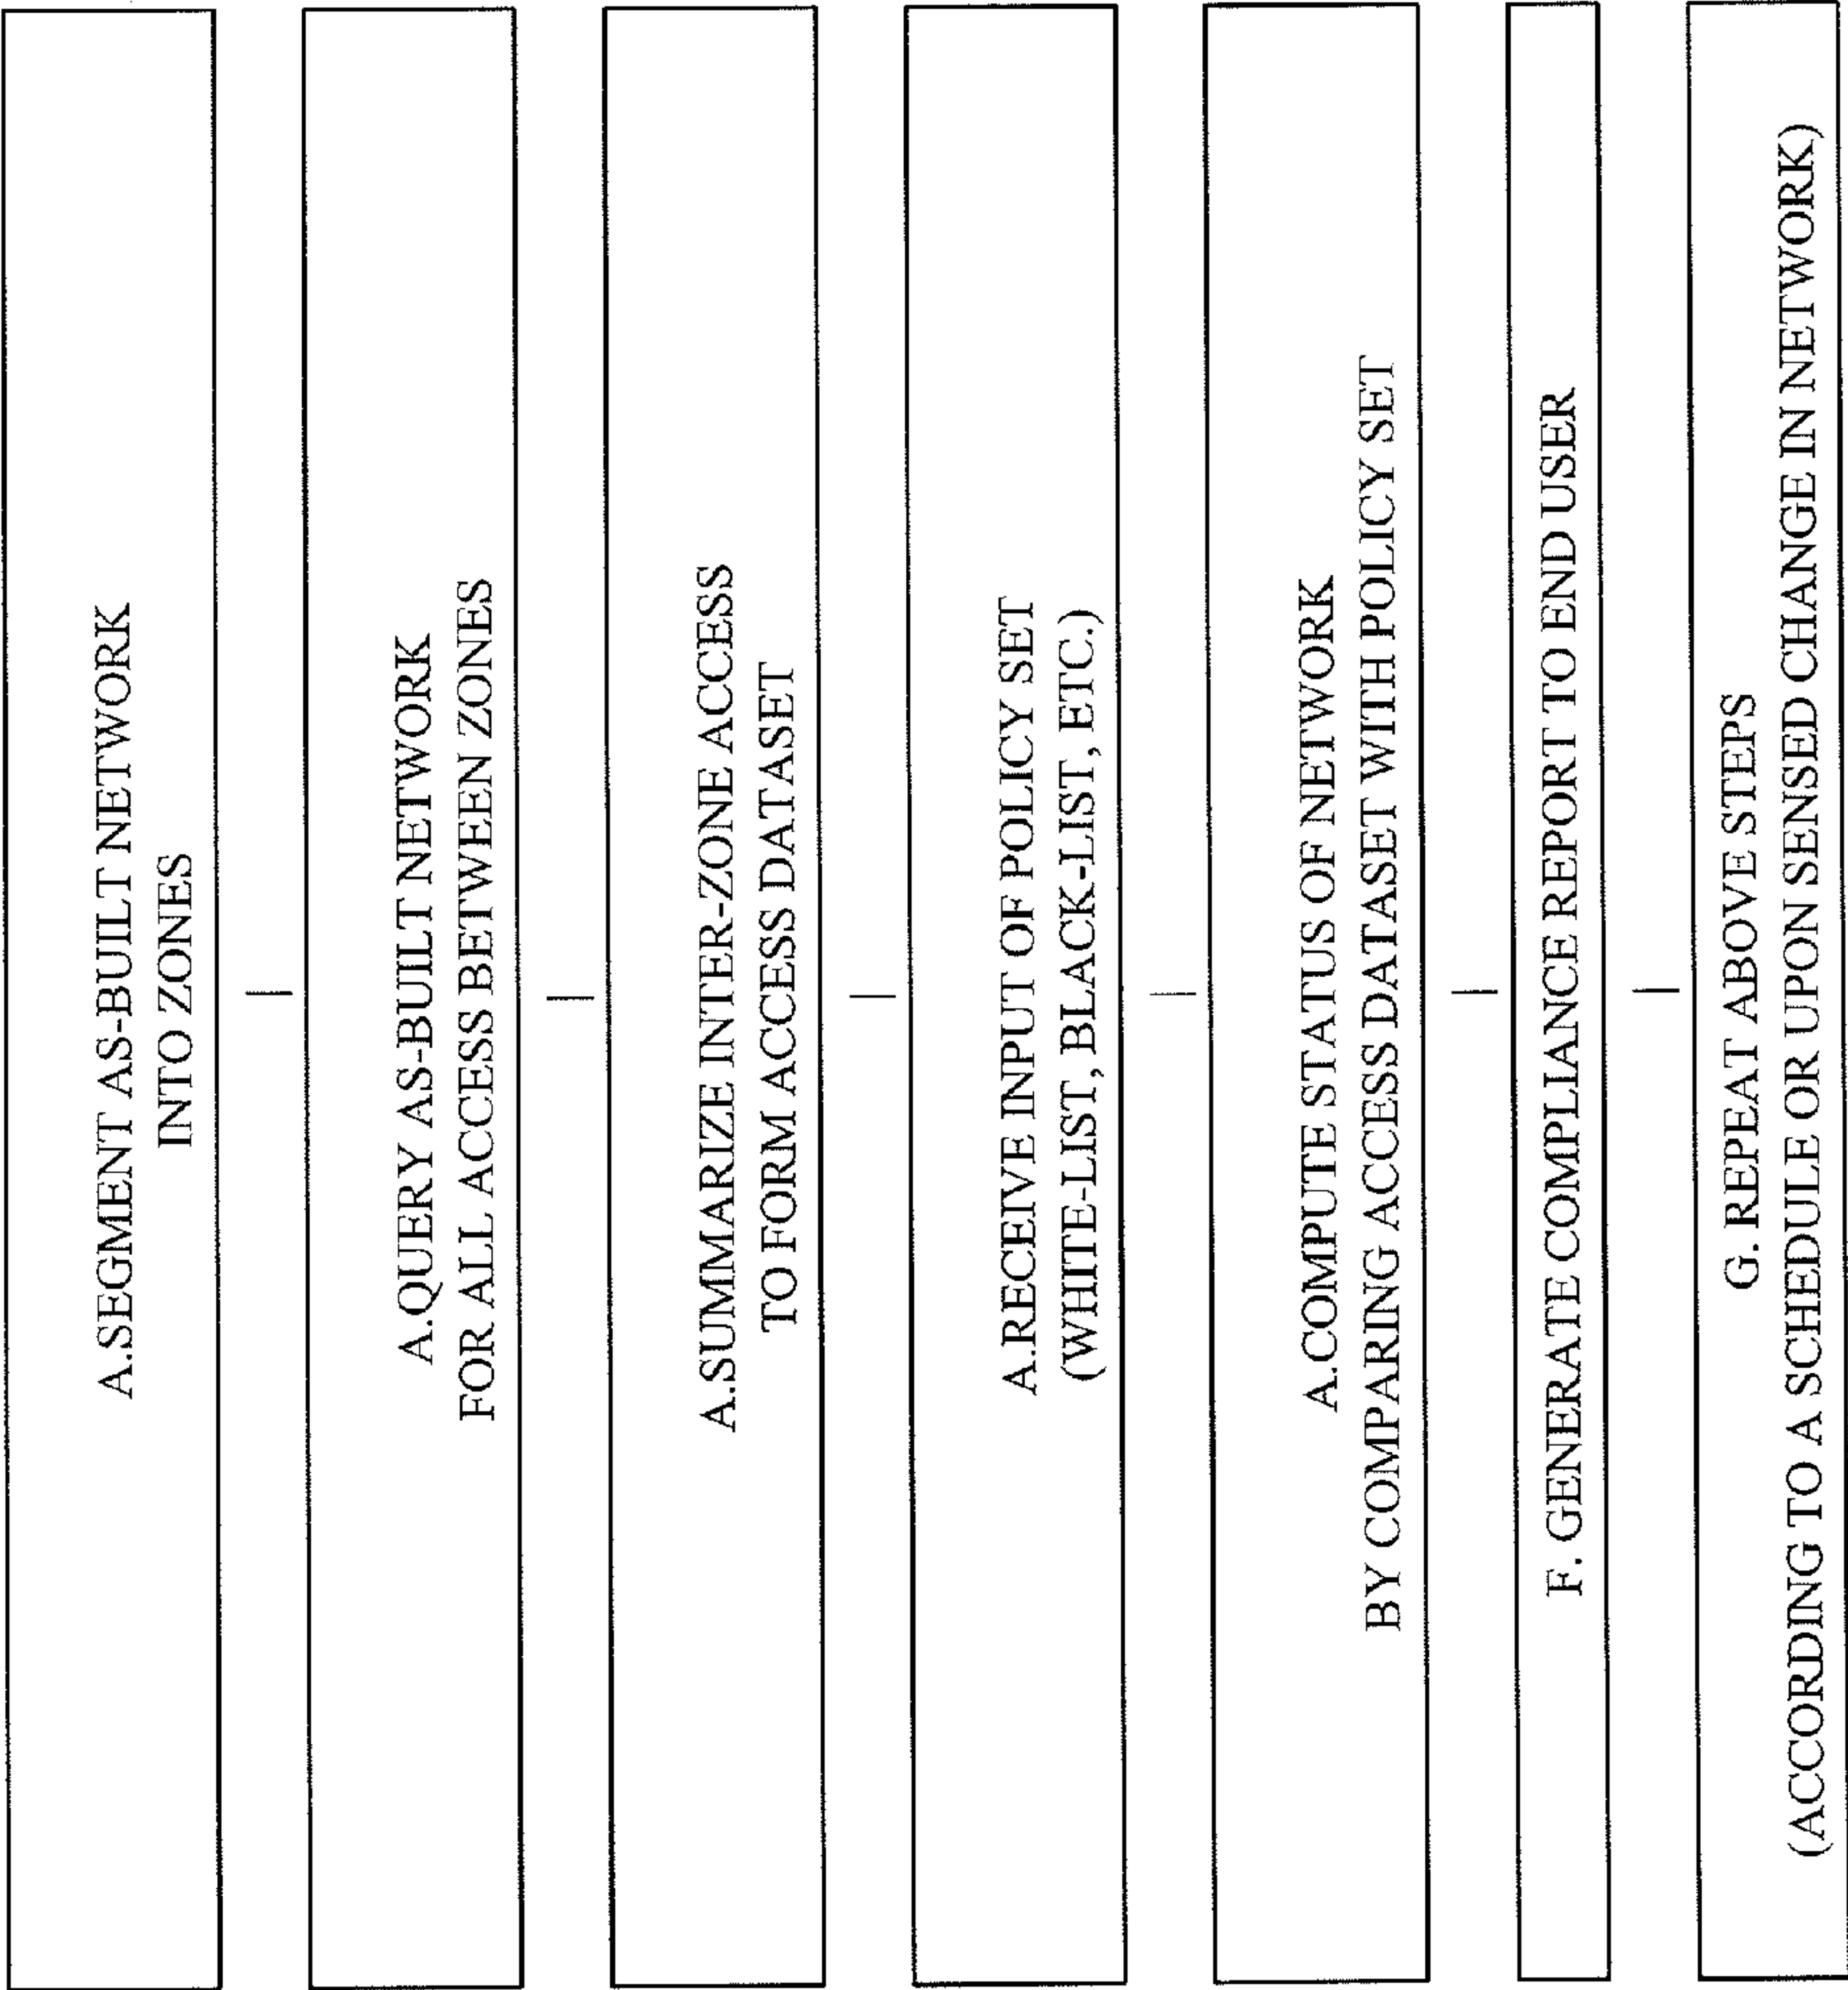 A.SEGMENT AS-BUILT NETWORK
INTO ZONES
A.QUERY AS-BUILT NETWORK
FOR ALL ACCESS BETWEEN ZONES
A.SUMMARIZE INTER-ZONE ACCESS
TO FORM ACCESS DATASET
A.RECEIVE INPUT OF POLICY SET
(WHITE-LIST, BLACK-LIST, ETC.)
A.COMPUTE STATUS OF NETWORK
BY COMPARING ACCESS DATASET WITH POLICY SET
F. GENERATE COMPLIANCE REPORT TO END USER
G. REPEAT ABOVE STEPS
(ACCORDING TO A SCHEDULE OR UPON SENSED CHANGE IN NETWORK)